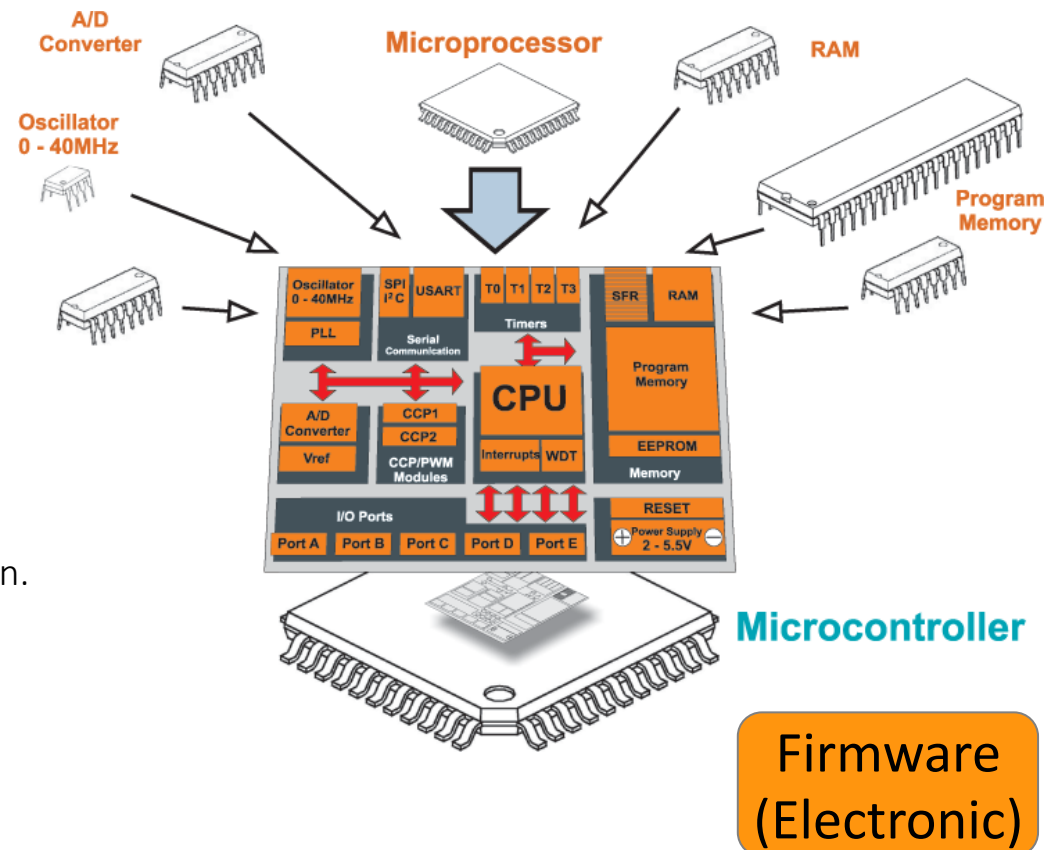 A/D
Converter
Microprocessor
RAM
Oscillator
0 - 40MHz
Program
Memory
Oscillator
0 - 40MHz
PLL
SPI
I²C
USART
Serial
Communication
T0 T1 T2 T3
Timers
SFR
RAM
Program
Memory
EEPROM
Memory
CPU
Interrupts WDT
A/D
Converter
Vref
CCP1
CCP2
CCP/PWM
Modules
I/O Ports
Port A Port B Port C Port D Port E
RESET
+ Power Supply –
2 - 5.5V
n.
Microcontroller
Firmware
(Electronic)